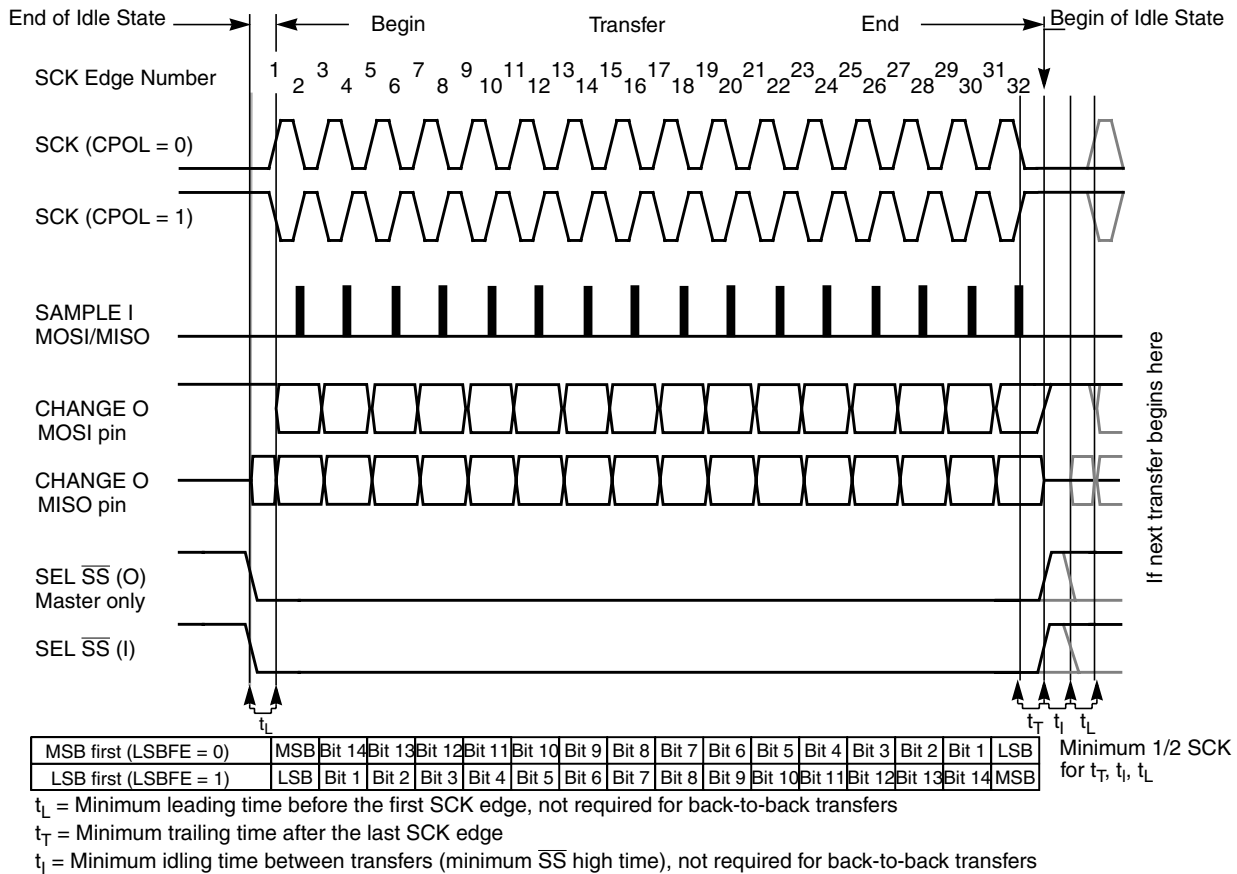 End of Idle State Begin Transfer End Begin of Idle State
SCK Edge Number 1 2 3 4 5 6 7 8 9 10 11 12 13 14 15 16 17 18 19 20 21 22 23 24 25 26 27 28 29 30 31 32
SCK (CPOL = 0)
SCK (CPOL = 1)
SAMPLE I
MOSI/MISO
CHANGE O
MOSI pin
CHANGE O
MISO pin
SEL SS (O)
Master only
SEL SS (I)
If next transfer begins here
tL tT tI tL
MSB first (LSBFE = 0) MSB Bit 14 Bit 13 Bit 12 Bit 11 Bit 10 Bit 9 Bit 8 Bit 7 Bit 6 Bit 5 Bit 4 Bit 3 Bit 2 Bit 1 LSB
LSB first (LSBFE = 1) LSB Bit 1 Bit 2 Bit 3 Bit 4 Bit 5 Bit 6 Bit 7 Bit 8 Bit 9 Bit 10 Bit 11 Bit 12 Bit 13 Bit 14 MSB
Minimum 1/2 SCK
for tT, tI, tL
tL = Minimum leading time before the first SCK edge, not required for back-to-back transfers
tT = Minimum trailing time after the last SCK edge
tI = Minimum idling time between transfers (minimum SS high time), not required for back-to-back transfers